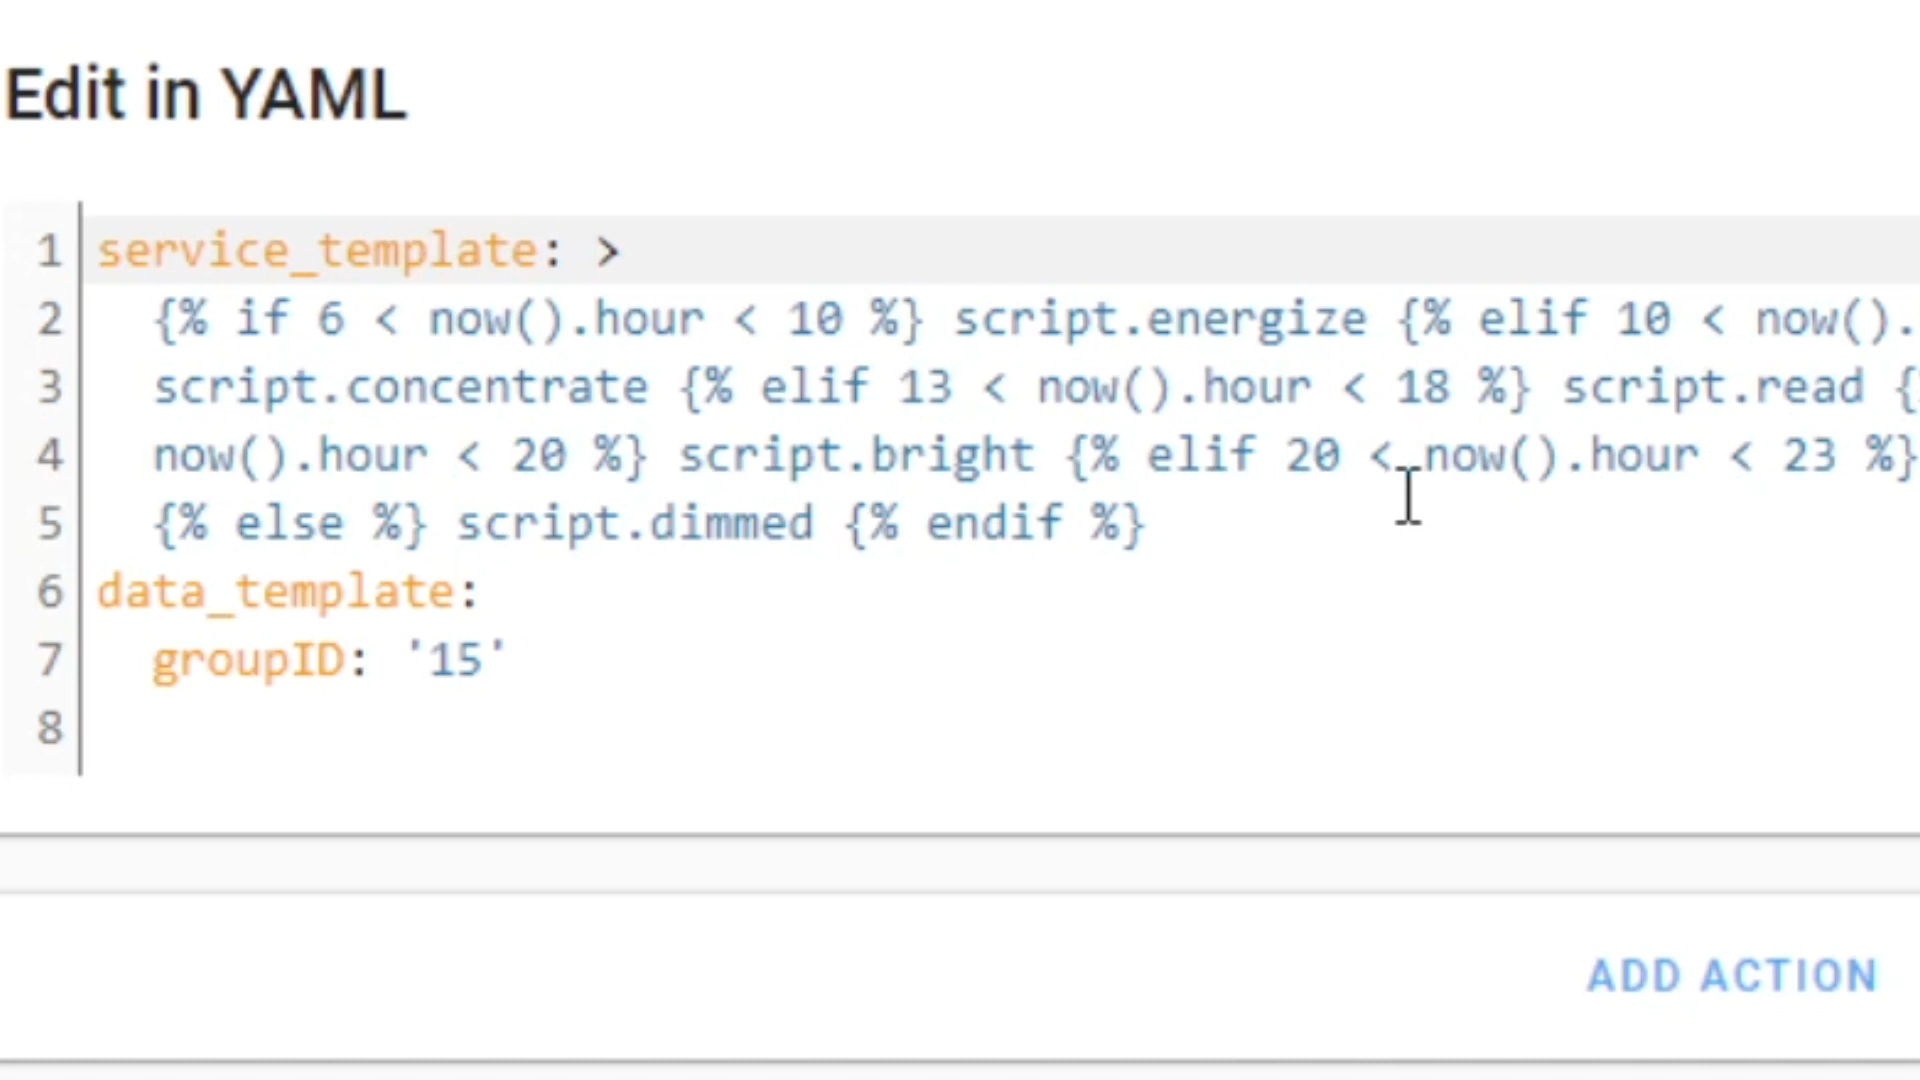 Edit in YAML
1 service_template: >
2 {% if 6 < now().hour < 10 %} script.energize {% elif 10 < now().
3 script.concentrate {% elif 13 < now().hour < 18 %} script.read {
4 now().hour < 20 %} script.bright {% elif 20 < now().hour < 23 %}
5 {% else %} script.dimmed {% endif %}
6 data_template:
7 groupID: '15'
8
ADD ACTION